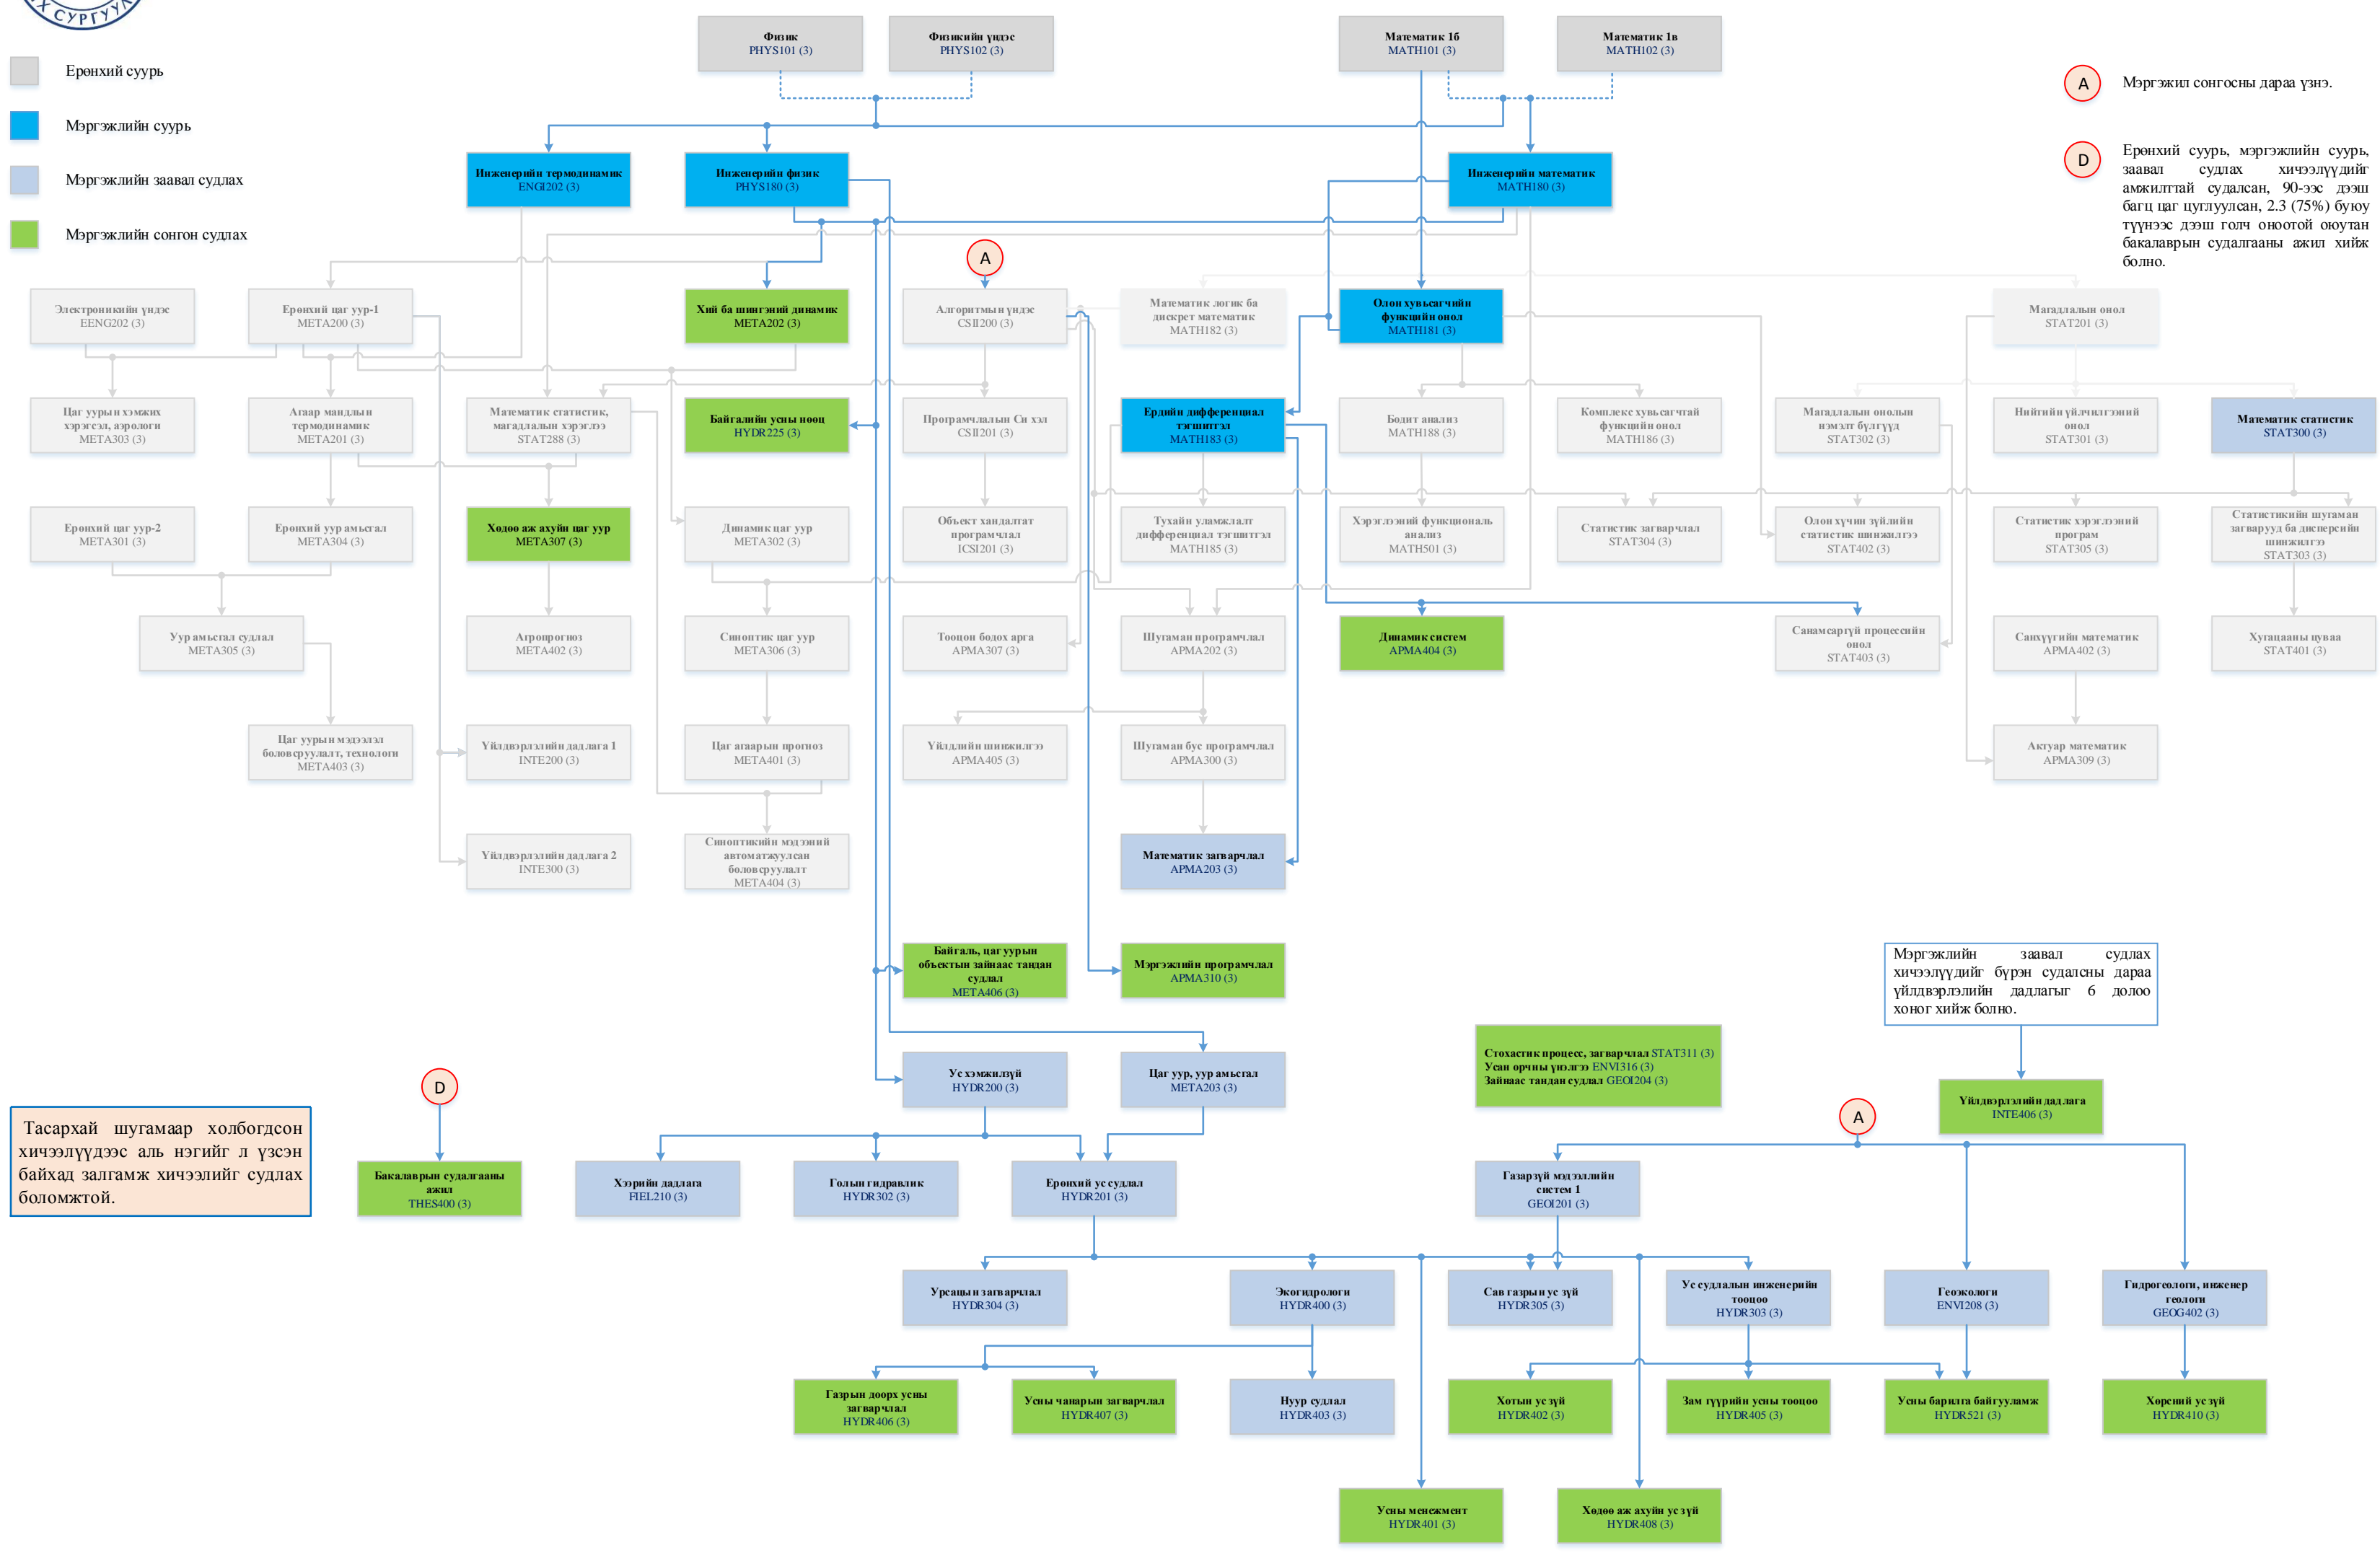 Х СУРГУУЛ
Физик
PHYS101 (3)
Физикийн үндэс
PHYS102 (3)
Математик 1б
MATH101 (3)
Математик 1в
MATH102 (3)
Ерөнхий суурь
Мэргэжлийн суурь
Мэргэжлийн заавал судлах
Мэргэжлийн сонгон судлах
A
Мэргэжил сонгосны дараа үзнэ.
D
Ерөнхий суурь, мэргэжлийн суурь,
заавал судлах хичээлүүдийг
амжилттай судалсан, 90-ээс дээш
багц цаг цуглуулсан, 2.3 (75%) буюу
түүнээс дээш голч оноотой оюутан
бакалаврын судалгааны ажил хийж
болно.
Инженерийн термодинамик
ENGI202 (3)
Инженерийн физик
PHYS180 (3)
Инженерийн математик
MATH180 (3)
A
Электроникийн үндэс
EENG202 (3)
Ерөнхий цаг уур-1
META200 (3)
Хий ба шингэний динамик
META202 (3)
Алгоритмын үндэс
CSII200 (3)
Математик логик ба
дискрет математик
MATH182 (3)
Олон хувьсагчийн
функцийн онол
MATH181 (3)
Магадлалын онол
STAT201 (3)
Цаг уурын хэмжих
хэрэгсэл, аэрологи
META303 (3)
Агаар мандлын
термодинамик
META201 (3)
Математик статистик,
магадлалын хэрэглээ
STAT288 (3)
Байгалийн усны нөөц
HYDR225 (3)
Програмчлалын Си хэл
CSII201 (3)
Ердийн дифференциал
тэгшитгэл
MATH183 (3)
Бодит анализ
MATH188 (3)
Комплекс хувьсагчтай
функцийн онол
MATH186 (3)
Магадлалын онолын
нэмэлт бүлгүүд
STAT302 (3)
Нийтийн үйлчилгээний
онол
STAT301 (3)
Математик статистик
STAT300 (3)
Ерөнхий цаг уур-2
META301 (3)
Ерөнхий уур амьсгал
META304 (3)
Хөдөө аж ахуйн цаг уур
META307 (3)
Динамик цаг уур
META302 (3)
Объект хандалтат
програмчлал
ICSI201 (3)
Тухайн уламжлалт
дифференциал тэгшитгэл
MATH185 (3)
Хэрэглээний функциональ
анализ
MATH501 (3)
Статистик загварчлал
STAT304 (3)
Олон хүчин зүйлийн
статистик шинжилгээ
STAT402 (3)
Статистик хэрэглээний
програм
STAT305 (3)
Статистикийн шугаман
загварууд ба дисперсийн
шинжилгээ
STAT303 (3)
Уур амьсгал судлал
META305 (3)
Агропрогноз
META402 (3)
Синоптик цаг уур
META306 (3)
Тооцон бодох арга
APMA307 (3)
Шугаман програмчлал
APMA202 (3)
Динамик систем
APMA404 (3)
Санамсаргүй процессийн
онол
STAT403 (3)
Санхүүгийн математик
APMA402 (3)
Хугацааны цуваа
STAT401 (3)
Цаг уурын мэдээлэл
боловсруулалт, технологи
META403 (3)
Үйлдвэрлэлийн дадлага 1
INTE200 (3)
Цаг агаарын прогноз
META401 (3)
Үйлдлийн шинжилгээ
APMA405 (3)
Шугаман бус програмчлал
APMA300 (3)
Актуар математик
APMA309 (3)
Үйлдвэрлэлийн дадлага 2
INTE300 (3)
Синоптикийн мэдээний
автоматжуулсан
боловсруулалт
META404 (3)
Математик загварчлал
APMA203 (3)
Байгаль, цаг уурын
объектын зайнаас тандан
судлал
META406 (3)
Мэргэжлийн програмчлал
APMA310 (3)
Мэргэжлийн заавал судлах
хичээлүүдийг бүрэн судалсны дараа
үйлдвэрлэлийн дадлагыг 6 долоо
хоног хийж болно.
Ус хэмжилзүй
HYDR200 (3)
Цаг уур, уур амьсгал
META203 (3)
Стохастик процесс, загварчлал STAT311 (3)
Усан орчны үнэлгээ ENVI316 (3)
Зайнаас тандан судлал GEOI204 (3)
Үйлдвэрлэлийн дадлага
INTE406 (3)
D
A
Тасархай шугамаар холбогдсон
хичээлүүдээс аль нэгийг л үзсэн
байхад залгамж хичээлийг судлах
боломжтой.
Бакалаврын судалгааны
ажил
THES400 (3)
Хээрийн дадлага
FIEL210 (3)
Голын гидравлик
HYDR302 (3)
Ерөнхий ус судлал
HYDR201 (3)
Газарзүй мэдээллийн
систем 1
GEOI201 (3)
Урсацын загварчлал
HYDR304 (3)
Экогидрологи
HYDR400 (3)
Сав газрын ус зүй
HYDR305 (3)
Ус судлалын инженерийн
тооцоо
HYDR303 (3)
Геоэкологи
ENVI208 (3)
Гидрогеологи, инженер
геологи
GEOG402 (3)
Газрын доорх усны
загварчлал
HYDR406 (3)
Усны чанарын загварчлал
HYDR407 (3)
Нуур судлал
HYDR403 (3)
Хотын ус зүй
HYDR402 (3)
Зам гүүрийн усны тооцоо
HYDR405 (3)
Усны барилга байгууламж
HYDR521 (3)
Хөрсний ус зүй
HYDR410 (3)
Усны менежмент
HYDR401 (3)
Хөдөө аж ахуйн ус зүй
HYDR408 (3)